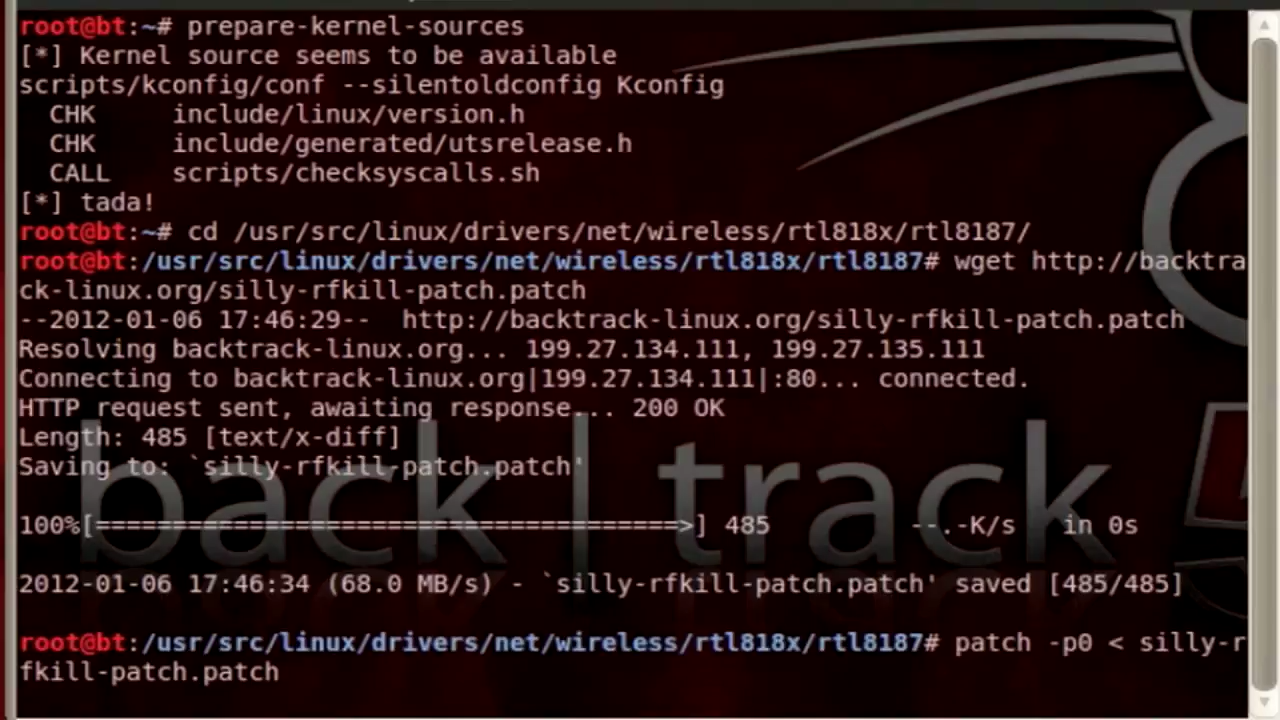 root@bt:~# prepare-kernel-sources
[*] Kernel source seems to be available
scripts/kconfig/conf --silentoldconfig Kconfig
  CHK     include/linux/version.h
  CHK     include/generated/utsrelease.h
  CALL    scripts/checksyscalls.sh
[*] tada!
root@bt:~# cd /usr/src/linux/drivers/net/wireless/rtl818x/rtl8187/
root@bt:/usr/src/linux/drivers/net/wireless/rtl818x/rtl8187# wget http://backtra
ck-linux.org/silly-rfkill-patch.patch
--2012-01-06 17:46:29--  http://backtrack-linux.org/silly-rfkill-patch.patch
Resolving backtrack-linux.org... 199.27.134.111, 199.27.135.111
Connecting to backtrack-linux.org|199.27.134.111|:80... connected.
HTTP request sent, awaiting response... 200 OK
Length: 485 [text/x-diff]
Saving to: `silly-rfkill-patch.patch'
back | track 5
100%[======================================>] 485         --.-K/s   in 0s
2012-01-06 17:46:34 (68.0 MB/s) - `silly-rfkill-patch.patch' saved [485/485]
root@bt:/usr/src/linux/drivers/net/wireless/rtl818x/rtl8187# patch -p0 < silly-r
fkill-patch.patch